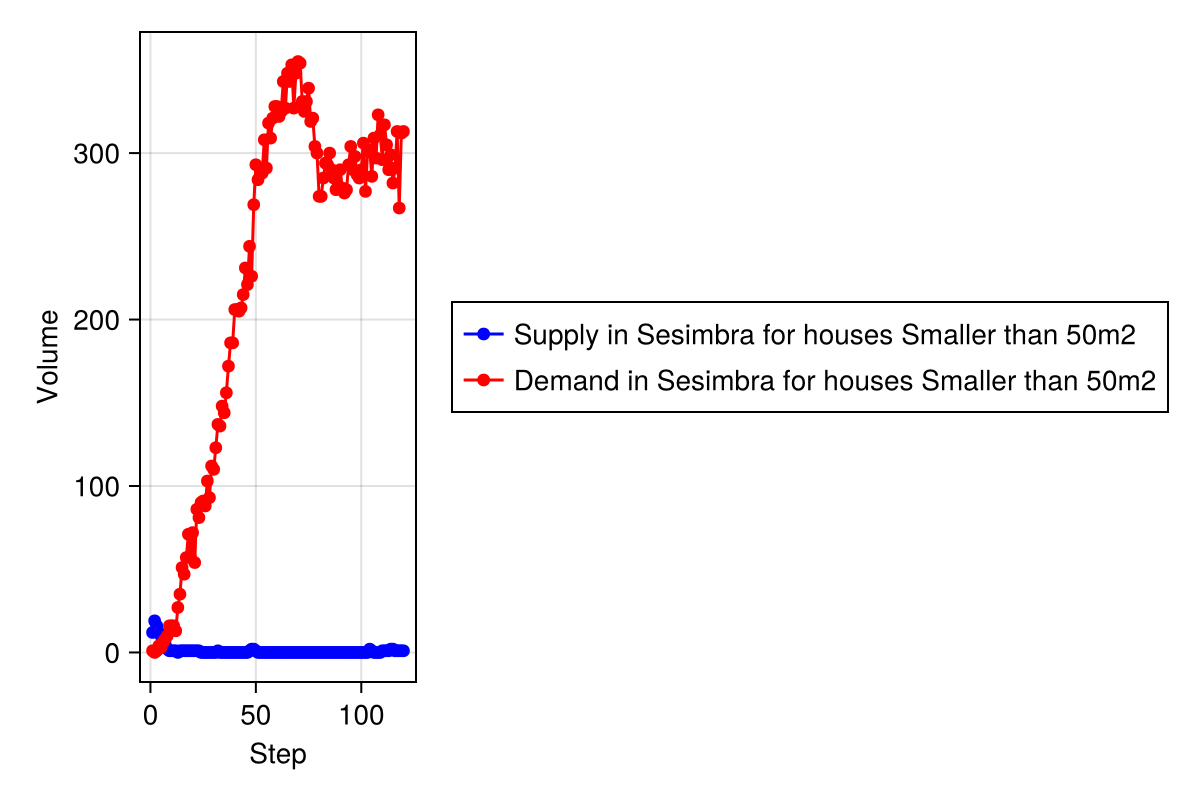 300
200
100
0
Volume
0 50 100
Step
Supply in Sesimbra for houses Smaller than 50m2
Demand in Sesimbra for houses Smaller than 50m2